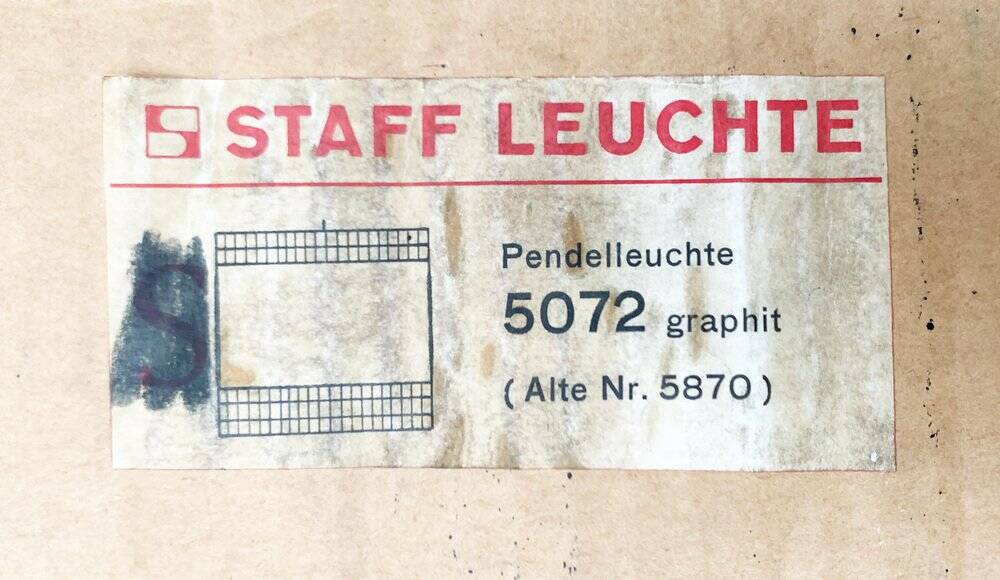 S STAFF LEUCHTE
S
Pendelleuchte
5072 graphit
(Alte Nr. 5870)